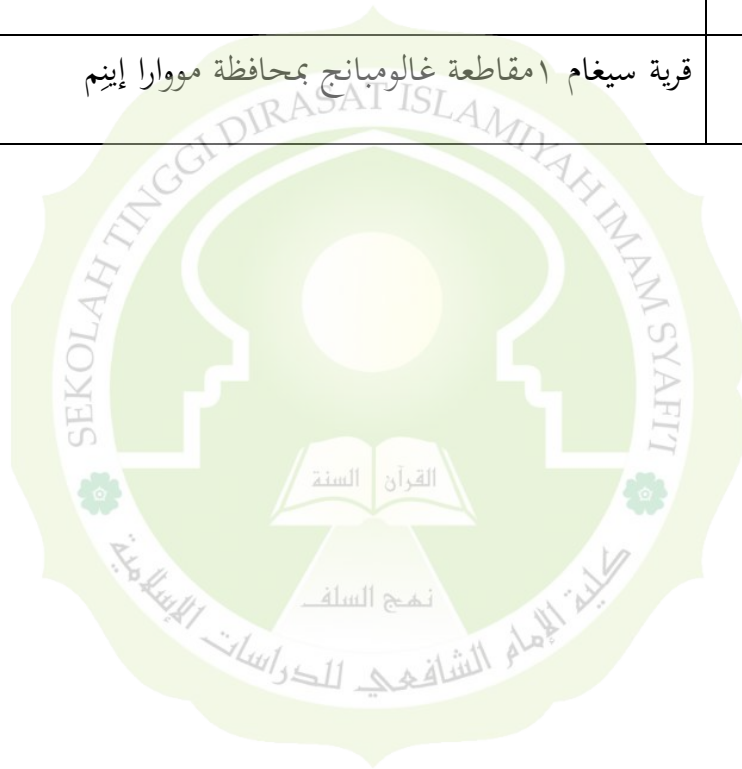 قرية سيغام ١مقاطعة غالومبانج بمحافظة مووارا إينِم
SEKOLAH TINGGI DIRASAT ISLAMIYAH IMAM SYAFI'I
القرآن السنة
نهج السلف
كلية الإمام الشافعي للدراسات الإسلامية